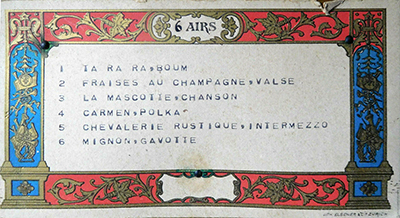 6 AIRS
1 TA RA RA,BOUM
2 FRAISES AU CHAMPAGNE,VALSE
3 LA MASCOTTE,CHANSON
4 CARMEN,POLKA
5 CHEVALERIE RUSTIQUE,INTERMEZZO
6 MIGNON,GAVOTTE